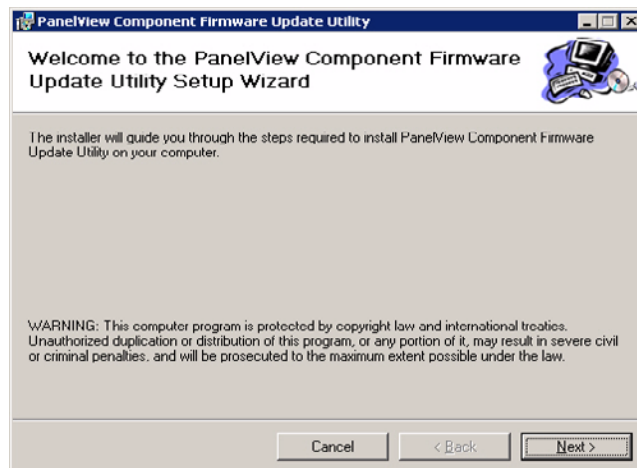 PanelView Component Firmware Update Utility
Welcome to the PanelView Component Firmware
Update Utility Setup Wizard
The installer will guide you through the steps required to install PanelView Component Firmware
Update Utility on your computer.
WARNING: This computer program is protected by copyright law and international treaties.
Unauthorized duplication or distribution of this program, or any portion of it, may result in severe civil
or criminal penalties, and will be prosecuted to the maximum extent possible under the law.
Cancel
< Back
Next >